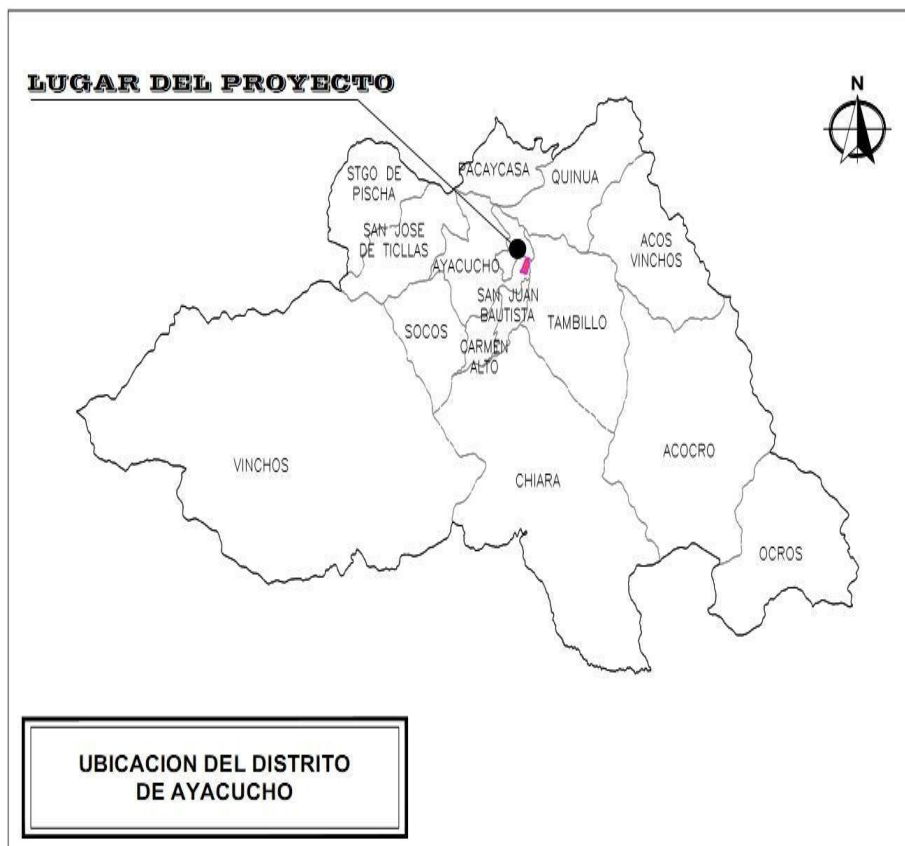 LUGAR DEL PROYECTO
N
PACAYCASA
STGO DE
PISCHA
QUINUA
SAN JOSE
DE TICLLAS
ACOS
VINCHOS
AYACUCHO
SAN JUAN
BAUTISTA
TAMBILLO
SOCOS
CARMEN
ALTO
VINCHOS
CHIARA
ACOCRO
OCROS
UBICACION DEL DISTRITO
DE AYACUCHO